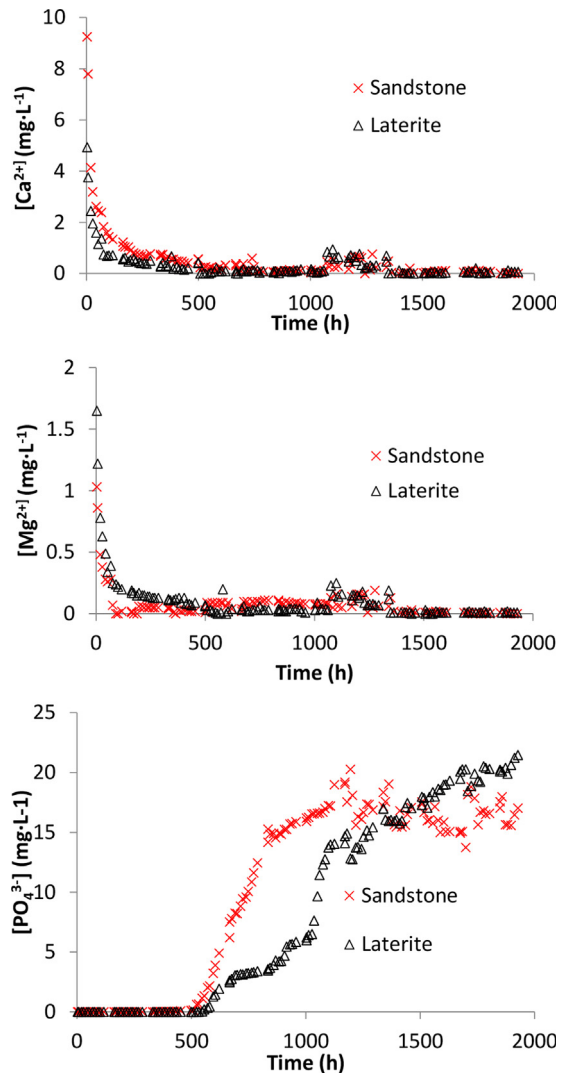 10
8
6
4
2
0
[Ca²⁺] (mg·L⁻¹)
Sandstone
Laterite
0 500 1000 1500 2000
Time (h)
2
1.5
1
0.5
0
[Mg²⁺] (mg·L⁻¹)
Sandstone
Laterite
0 500 1000 1500 2000
Time (h)
25
20
15
10
5
0
[PO₄³⁻] (mg·L-1)
Sandstone
Laterite
0 500 1000 1500 2000
Time (h)